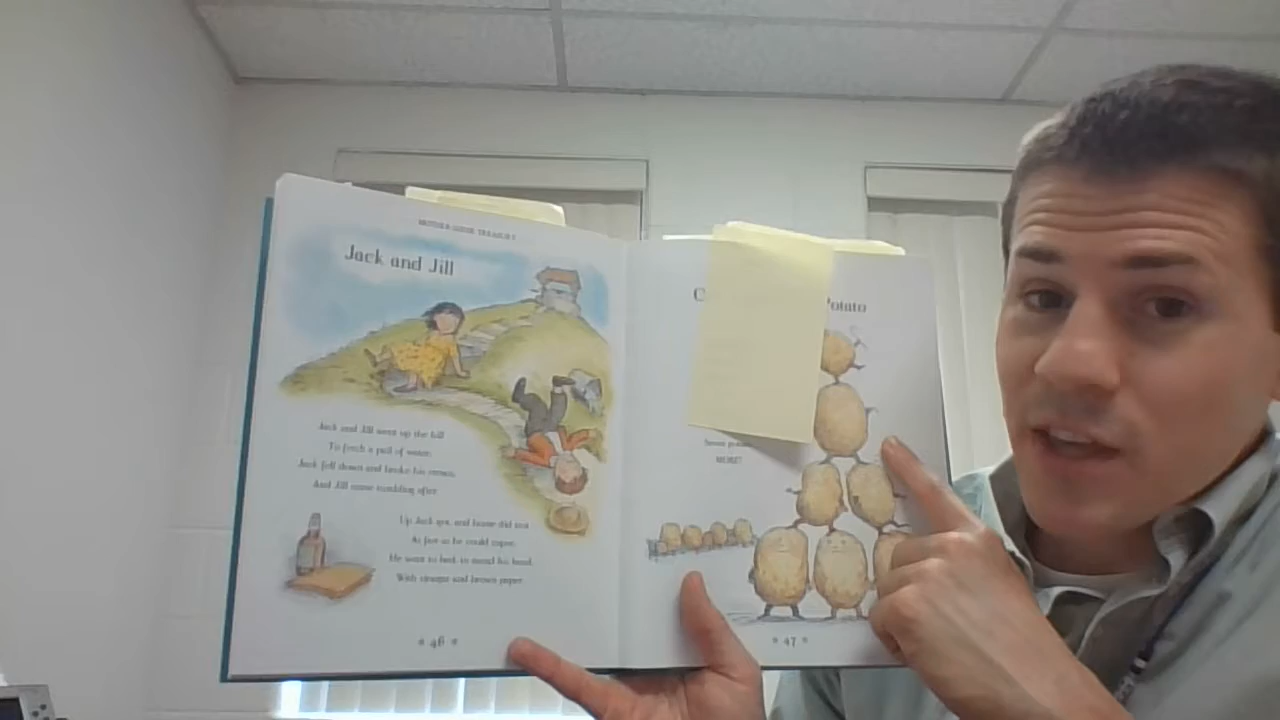 MOTHER GOOSE TREASURY
Jack and Jill
Jack and Jill went up the hill
To fetch a pail of water.
Jack fell down and broke his crown,
And Jill came tumbling after.
Up Jack got, and home did trot
As fast as he could caper.
He went to bed, to mend his head,
With vinegar and brown paper.
46
Potato
Seven
MORE!
47